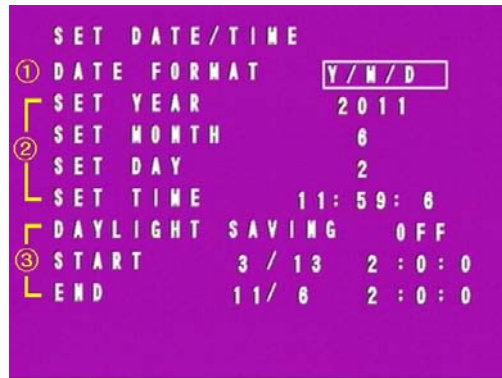 SET DATE/TIME
① DATE FORMAT Y/M/D
SET YEAR 2011
② SET MONTH 6
SET DAY 2
SET TIME 11:59: 6
DAYLIGHT SAVING OFF
③ START 3 / 13 2:0:0
END 11/ 6 2:0:0